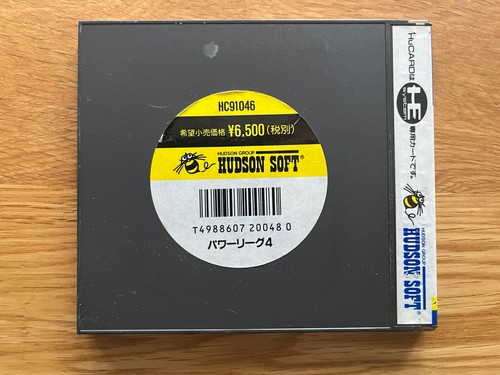 HC91046
希望小売価格 ¥6,500(税別)
HUDSON GROUP
HUDSON SOFT®
T4988607 20048 0
パワーリーグ4
HuCARDは
HE
SYSTEM
専用カードです。
HUDSON GROUP
HUDSON SOFT